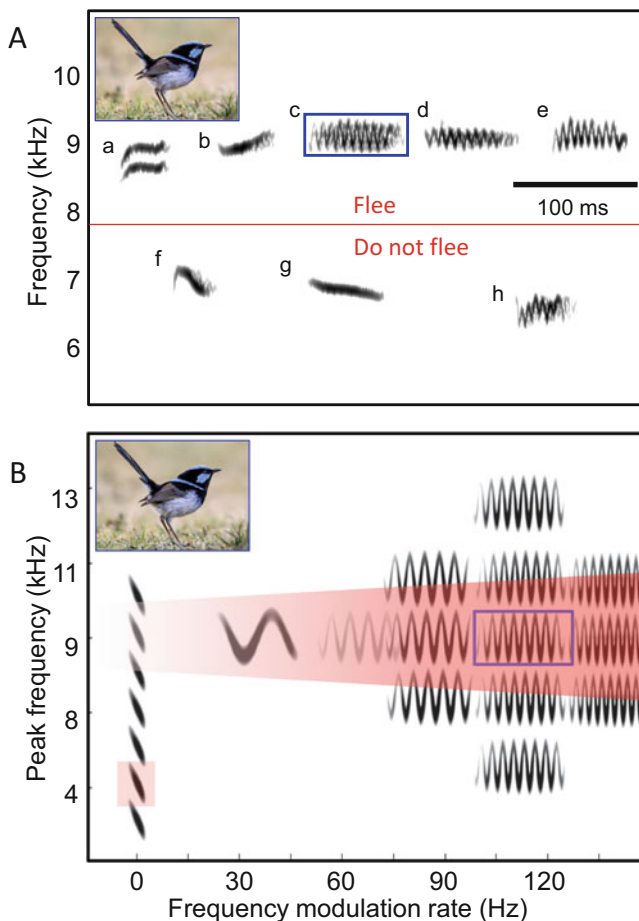 A
Frequency (kHz)
10
9
8
7
6
a
b
c
d
e
100 ms
Flee
Do not flee
f
g
h
B
Peak frequency (kHz)
13
11
9
8
4
0 30 60 90 120
Frequency modulation rate (Hz)